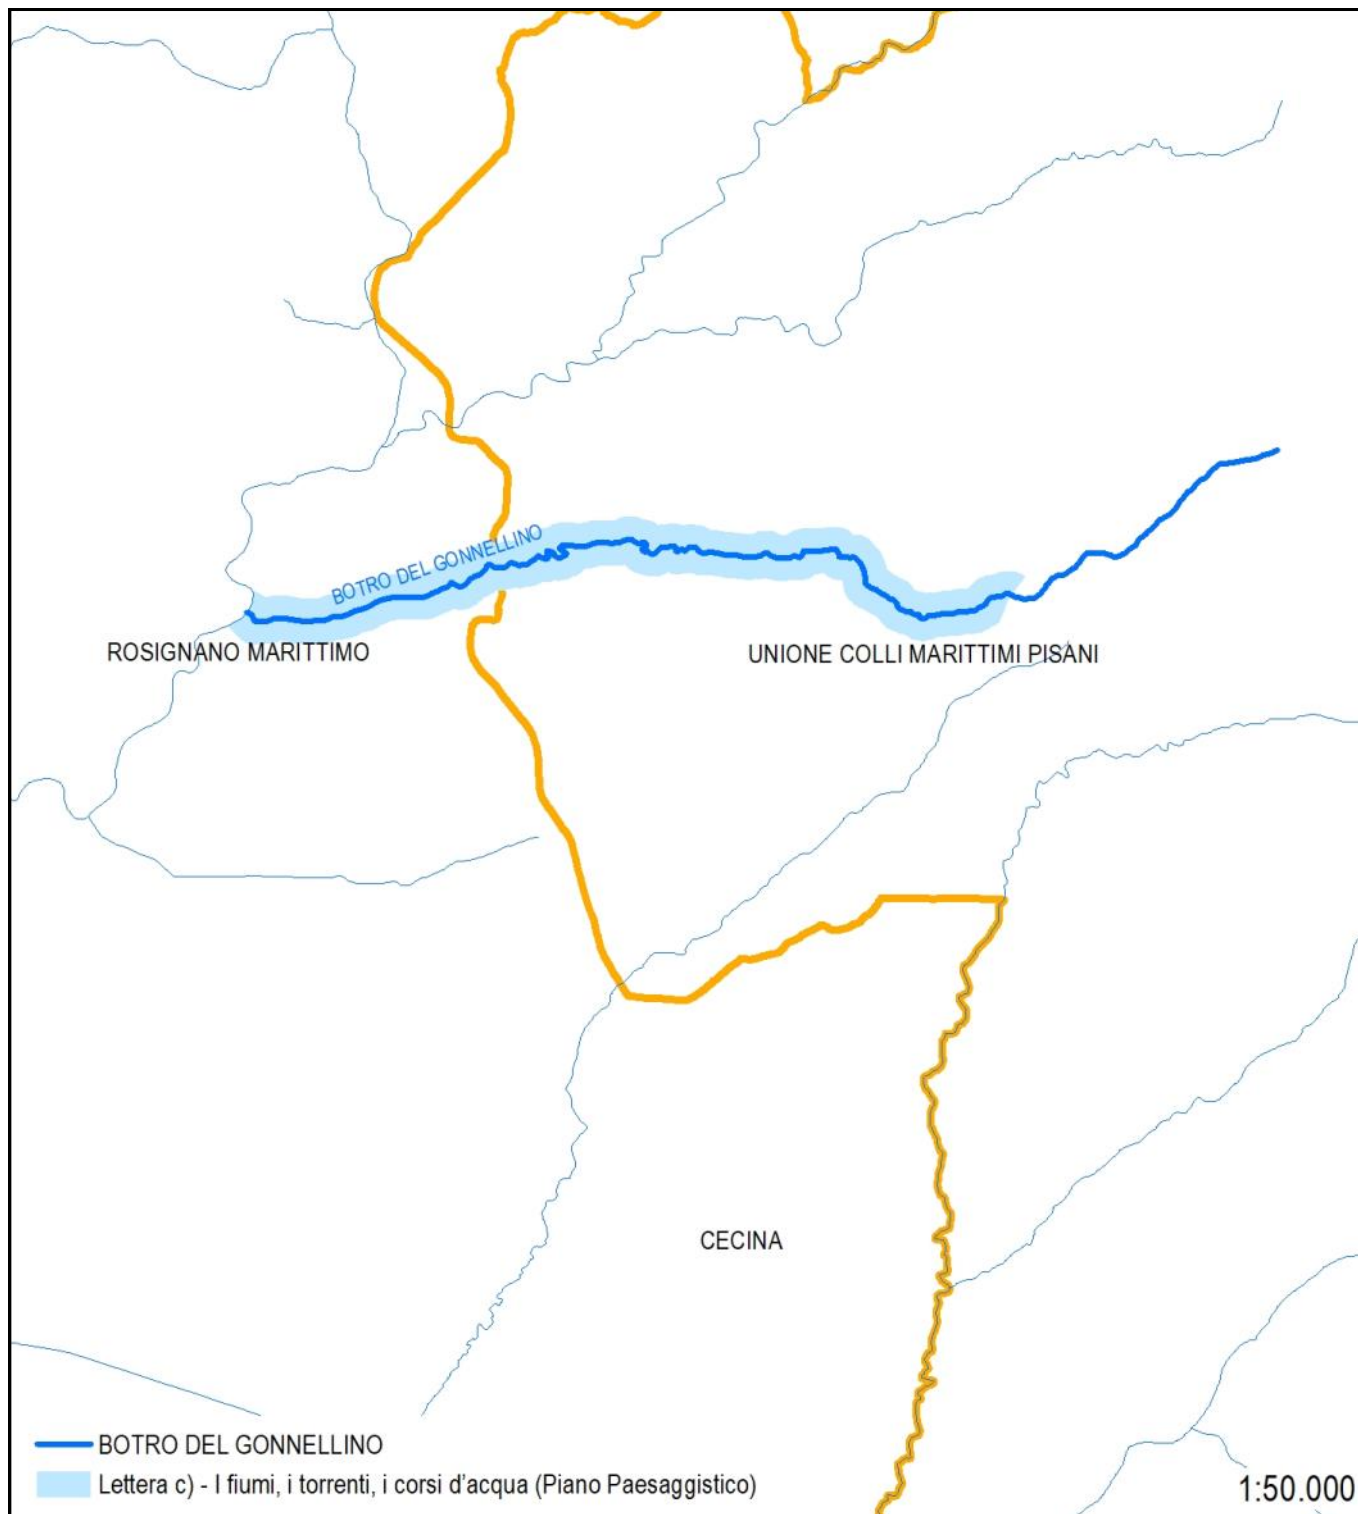 BOTRO DEL GONNELLINO
ROSIGNANO MARITTIMO
UNIONE COLLI MARITTIMI PISANI
CECINA
BOTRO DEL GONNELLINO
Lettera c) - I fiumi, i torrenti, i corsi d'acqua (Piano Paesaggistico)
1:50.000